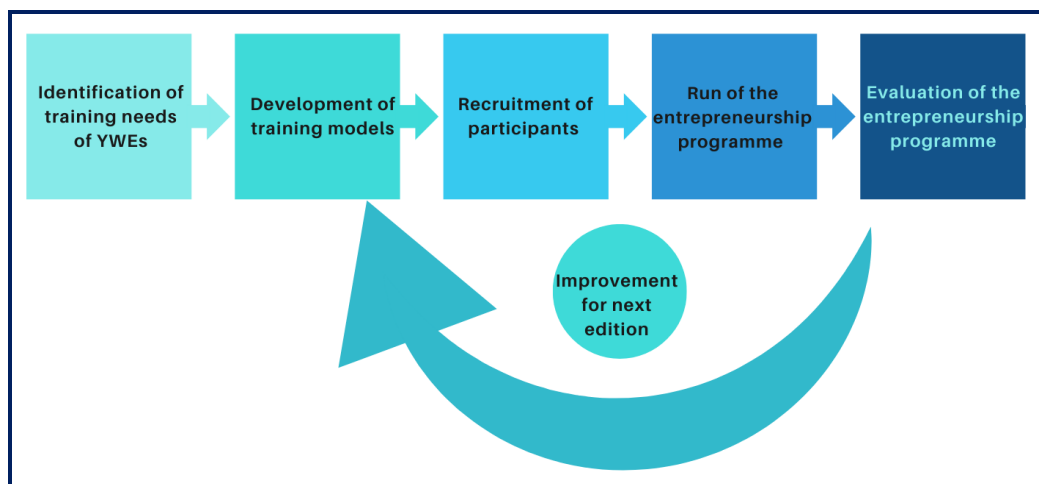 Identification of
training needs
of YWEs
Development of
training models
Recruitment of
participants
Run of the
entrepreneurship
programme
Evaluation of the
entrepreneurship
programme
Improvement
for next
edition